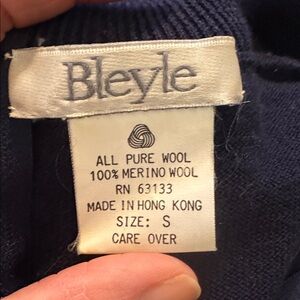 Bleyle
ALL PURE WOOL
100% MERINO WOOL
RN 63133
MADE IN HONG KONG
SIZE: S
CARE OVER